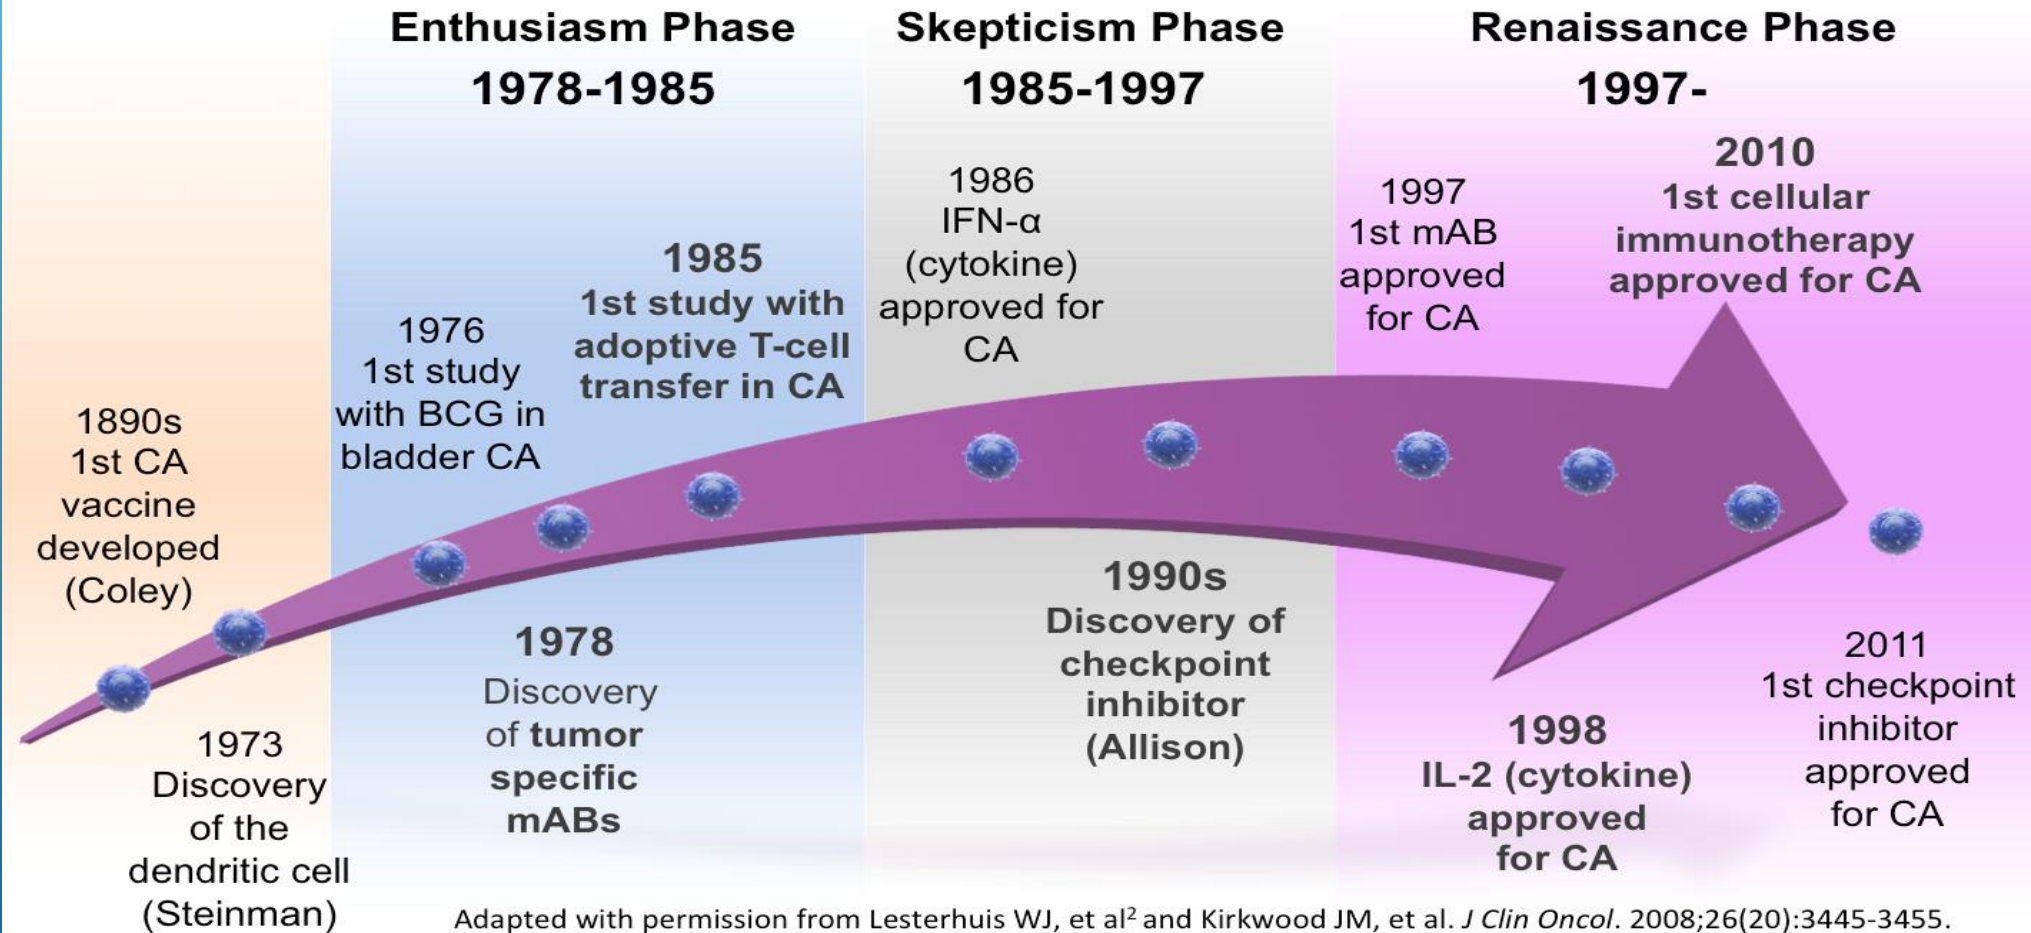 Enthusiasm Phase
1978-1985
Skepticism Phase
1985-1997
Renaissance Phase
1997-
1890s
1st CA
vaccine
developed
(Coley)
1973
Discovery
of the
dendritic cell
(Steinman)
1976
1st study
with BCG in
bladder CA
1978
Discovery
of tumor
specific
mABs
1985
1st study with
adoptive T-cell
transfer in CA
1986
IFN-α
(cytokine)
approved for
CA
1990s
Discovery of
checkpoint
inhibitor
(Allison)
1997
1st mAB
approved
for CA
1998
IL-2 (cytokine)
approved
for CA
2010
1st cellular
immunotherapy
approved for CA
2011
1st checkpoint
inhibitor
approved
for CA
Adapted with permission from Lesterhuis WJ, et al² and Kirkwood JM, et al. J Clin Oncol. 2008;26(20):3445-3455.